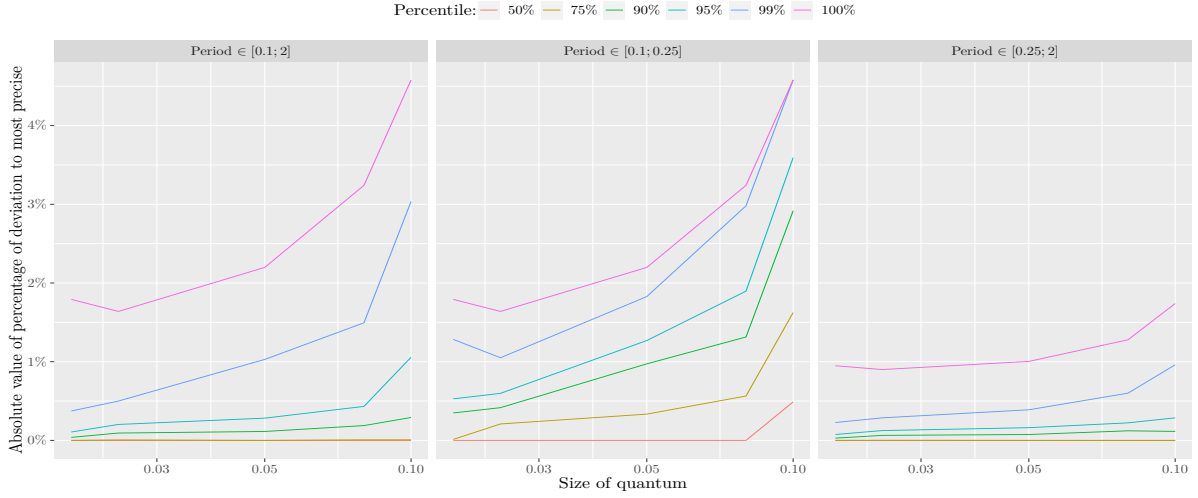 Percentile: 50% 75% 90% 95% 99% 100%
Period ∈ [0.1; 2]
Period ∈ [0.1; 0.25]
Period ∈ [0.25; 2]
Absolute value of percentage of deviation to most precise
4%
3%
2%
1%
0%
0.03 0.05 0.10
0.03 0.05 0.10
0.03 0.05 0.10
Size of quantum